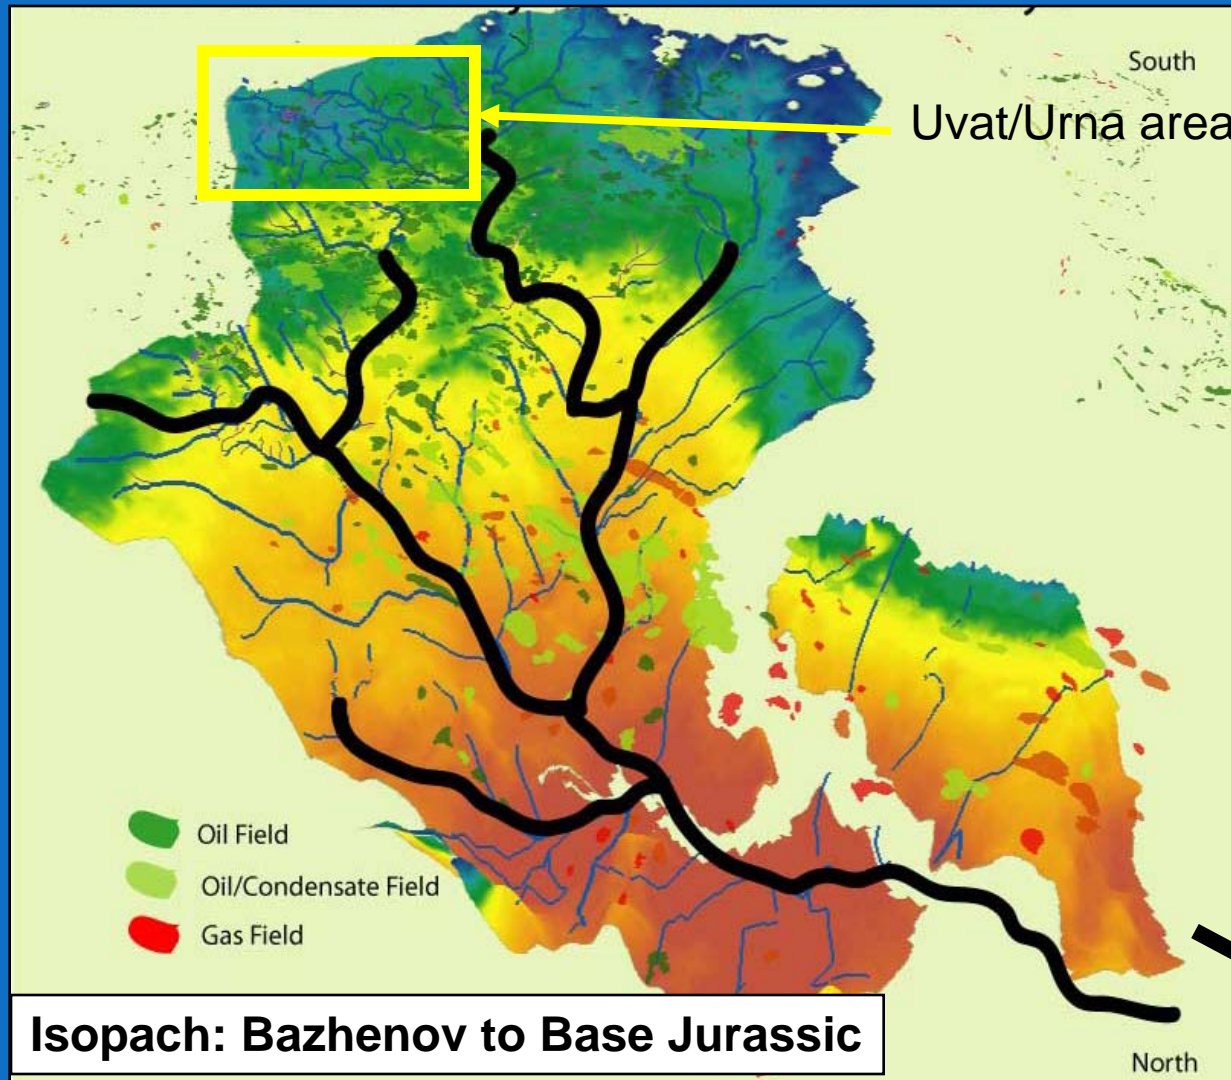 South
Uvat/Urna area
Oil Field
Oil/Condensate Field
Gas Field
Isopach: Bazhenov to Base Jurassic
North